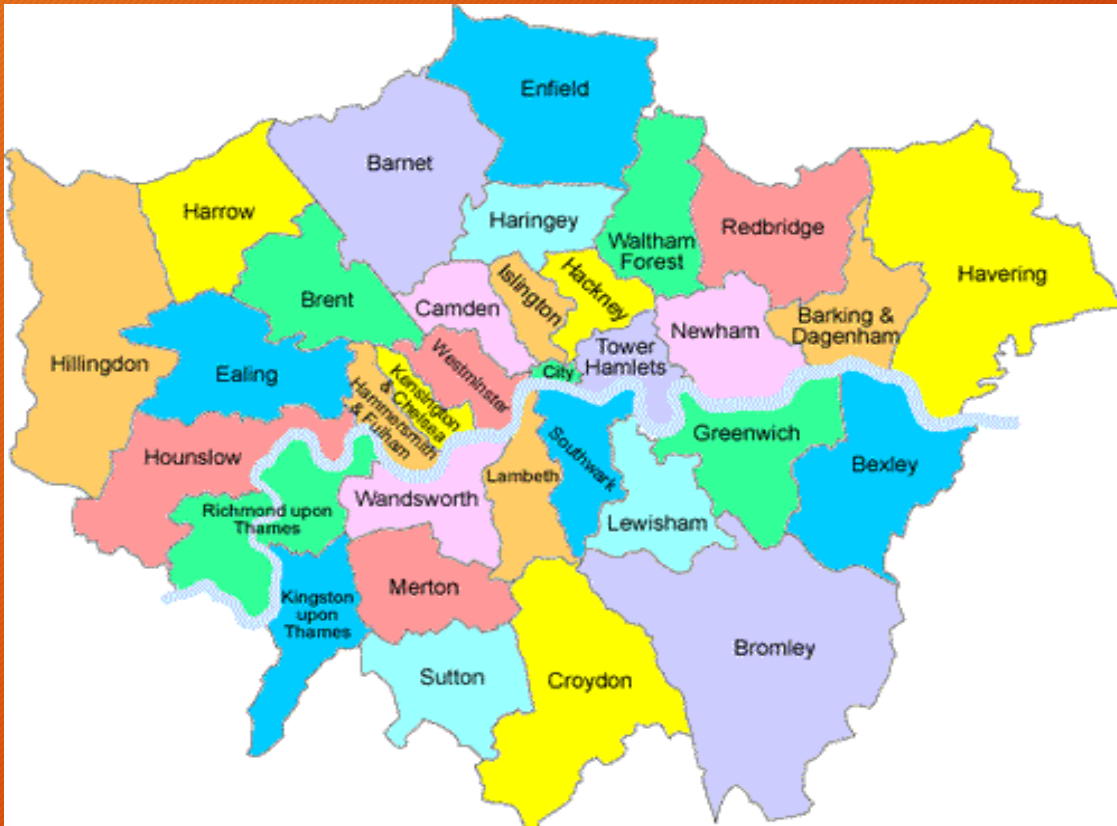 Enfield
Barnet
Harrow
Haringey
Waltham
Forest
Redbridge
Havering
Hillingdon
Brent
Camden
Islington
Hackney
Newham
Barking &
Dagenham
Ealing
Westminster
City
Tower
Hamlets
Kensington
& Chelsea
Hammersmith
& Fulham
Hounslow
Greenwich
Bexley
Richmond upon
Thames
Wandsworth
Lambeth
Southwark
Lewisham
Kingston
upon
Thames
Merton
Sutton
Croydon
Bromley